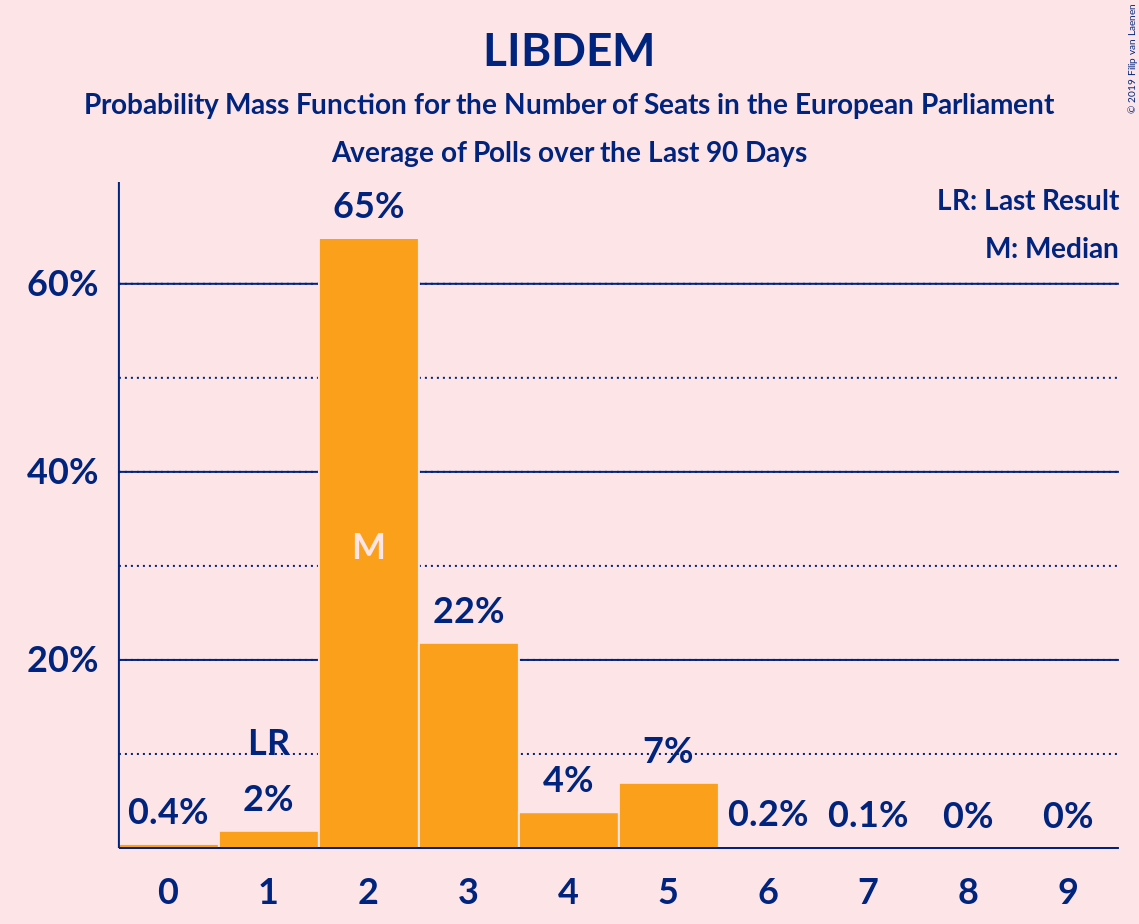 LIBDEM
Probability Mass Function for the Number of Seats in the European Parliament
Average of Polls over the Last 90 Days
© 2019 Filip van Laenen
LR: Last Result
M: Median
65%
60%
40%
M
22%
20%
LR
7%
4%
2%
0.4%
0.2%
0.1%
0%
0%
0 1 2 3 4 5 6 7 8 9